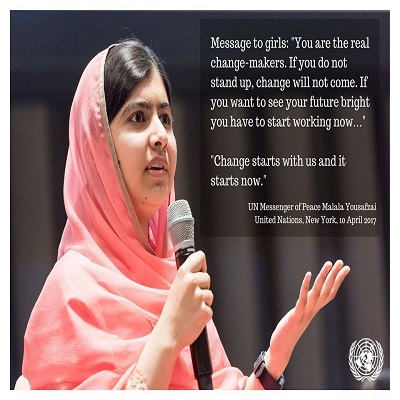 Message to girls: "You are the real
change-makers. If you do not
stand up, change will not come. If
you want to see your future bright
you have to start working now..."
"Change starts with us and it
starts now."
UN Messenger of Peace Malala Yousafzai
United Nations, New York, 10 April 2017